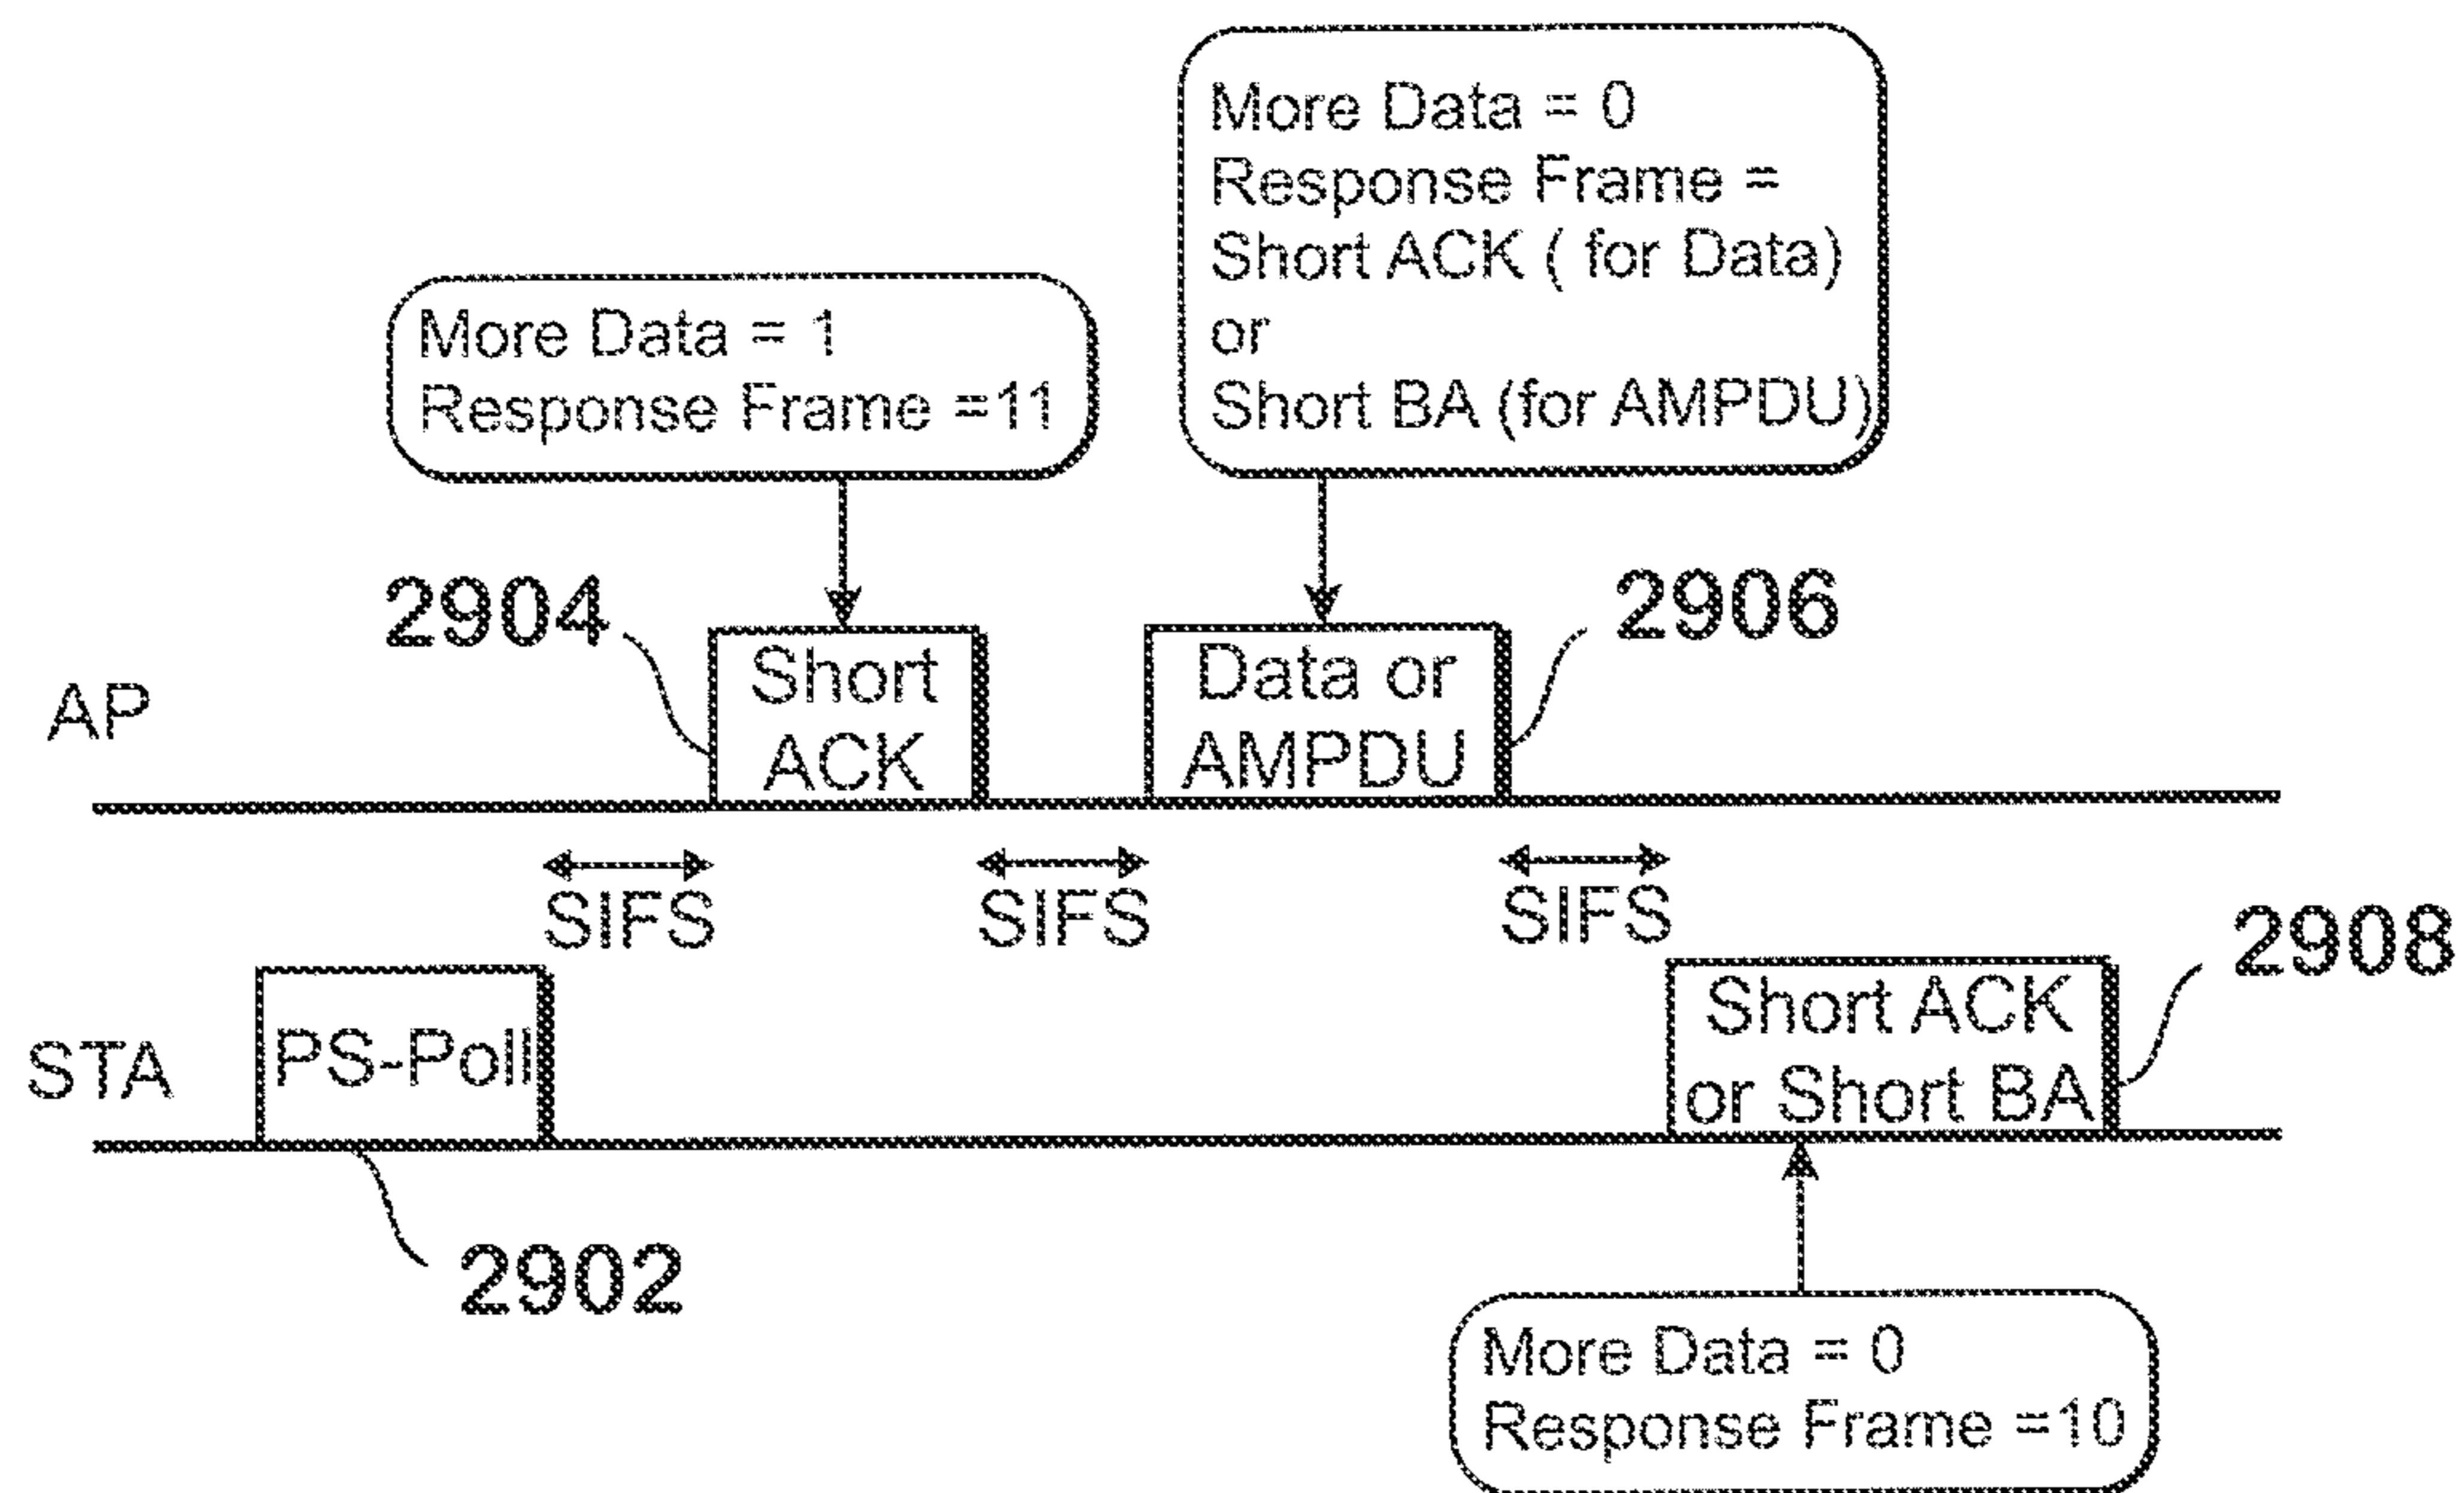 More Data = 0
Response Frame =
Short ACK ( for Data)
or
Short BA (for AMPDU)
More Data = 1
Response Frame =11
2904
2906
AP
Short
ACK
Data or
AMPDU
SIFS
SIFS
SIFS
2908
STA
PS-Poll
Short ACK
or Short BA
2902
More Data = 0
Response Frame =10